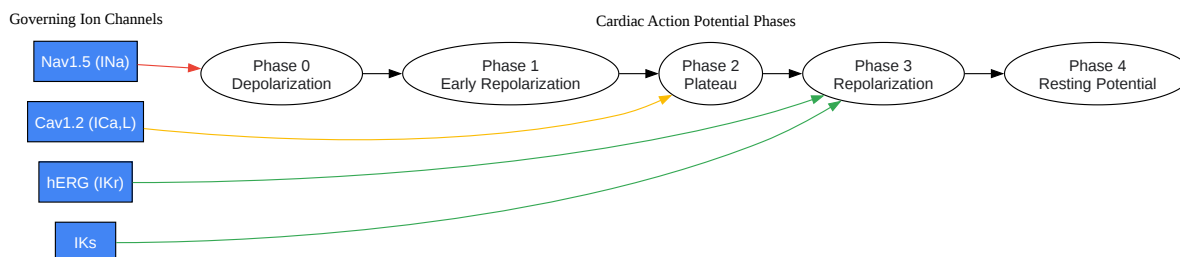 Governing Ion Channels
Cardiac Action Potential Phases
Nav1.5 (INa)
Phase 0
Depolarization
Phase 1
Early Repolarization
Phase 2
Plateau
Phase 3
Repolarization
Phase 4
Resting Potential
Cav1.2 (ICa,L)
hERG (IKr)
IKs